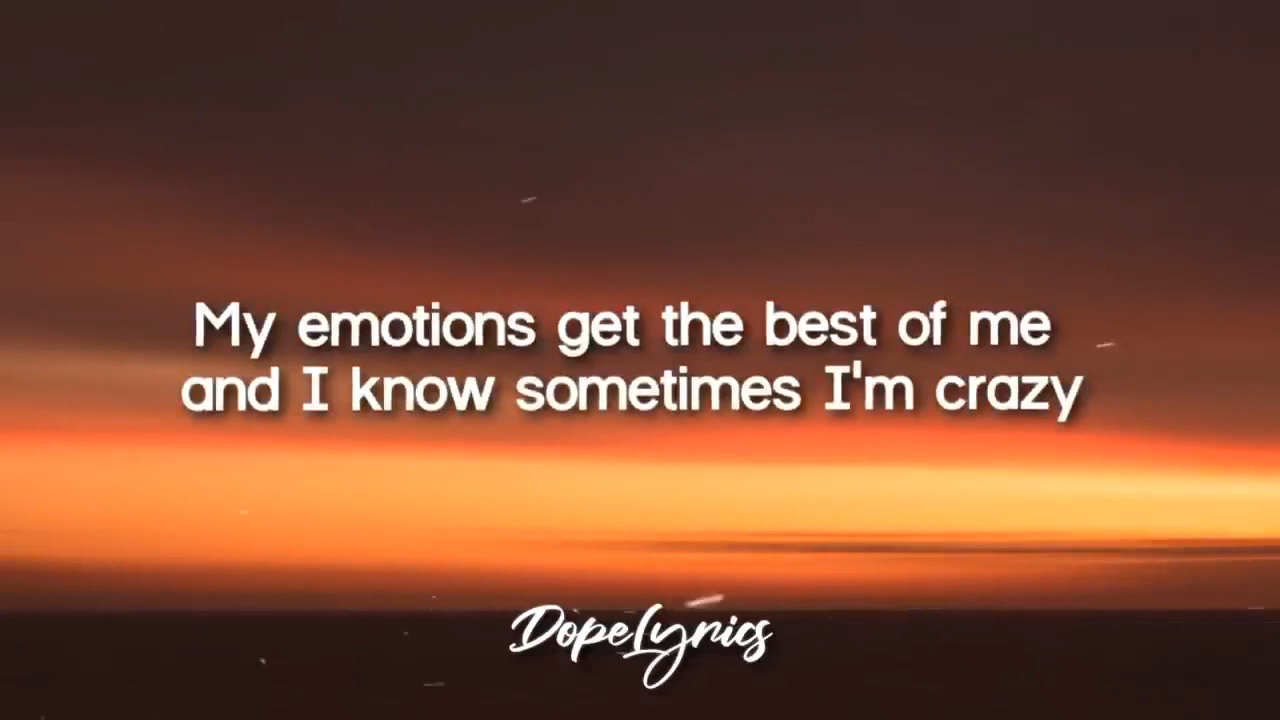 My emotions get the best of me
and I know sometimes I'm crazy
DopeLyrics